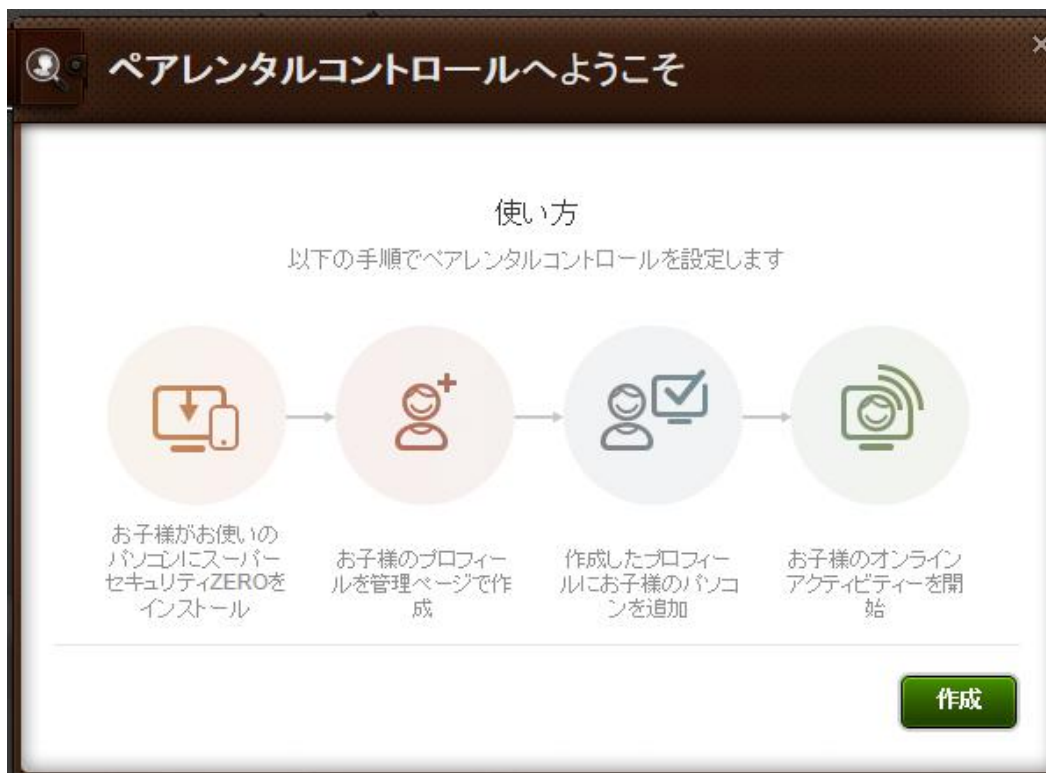 ペアレンタルコントロールへようこそ
使い方
以下の手順でペアレンタルコントロールを設定します
お子様がお使いの
パソコンにスーパー
セキュリティZEROを
インストール
お子様のプロフィー
ルを管理ページで作
成
作成したプロフィー
ルにお子様のパソコ
ンを追加
お子様のオンライン
アクティビティーを開
始
作成